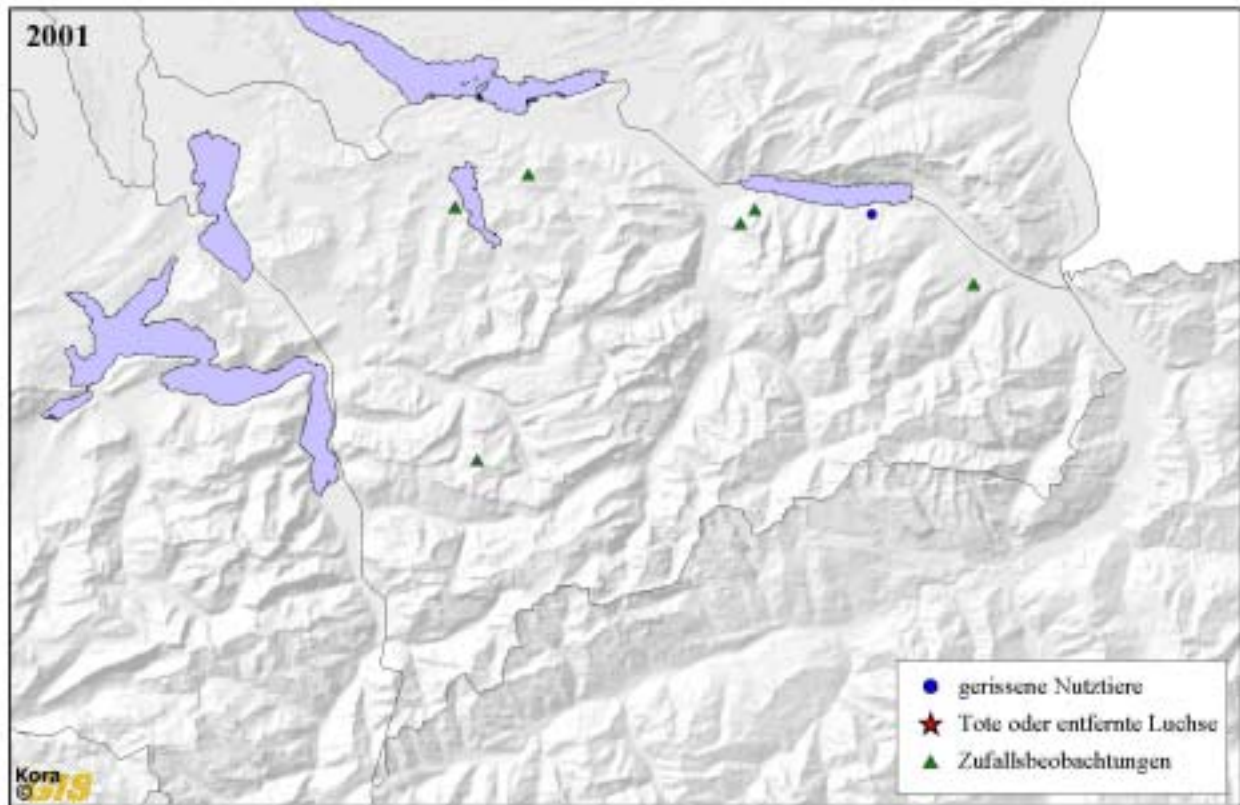 2001
gerissene Nutztiere
Tote oder entfernte Luchse
Zufallsbeobachtungen
Kora
© GIS